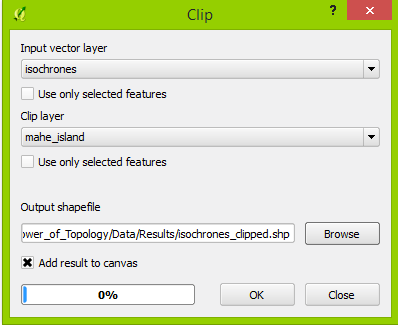 Clip
?
Input vector layer
isochrones
Use only selected features
Clip layer
mahe_island
Use only selected features
Output shapefile
ower_of_Topology/Data/Results/isochrones_clipped.shp
Browse
Add result to canvas
0%
OK
Close